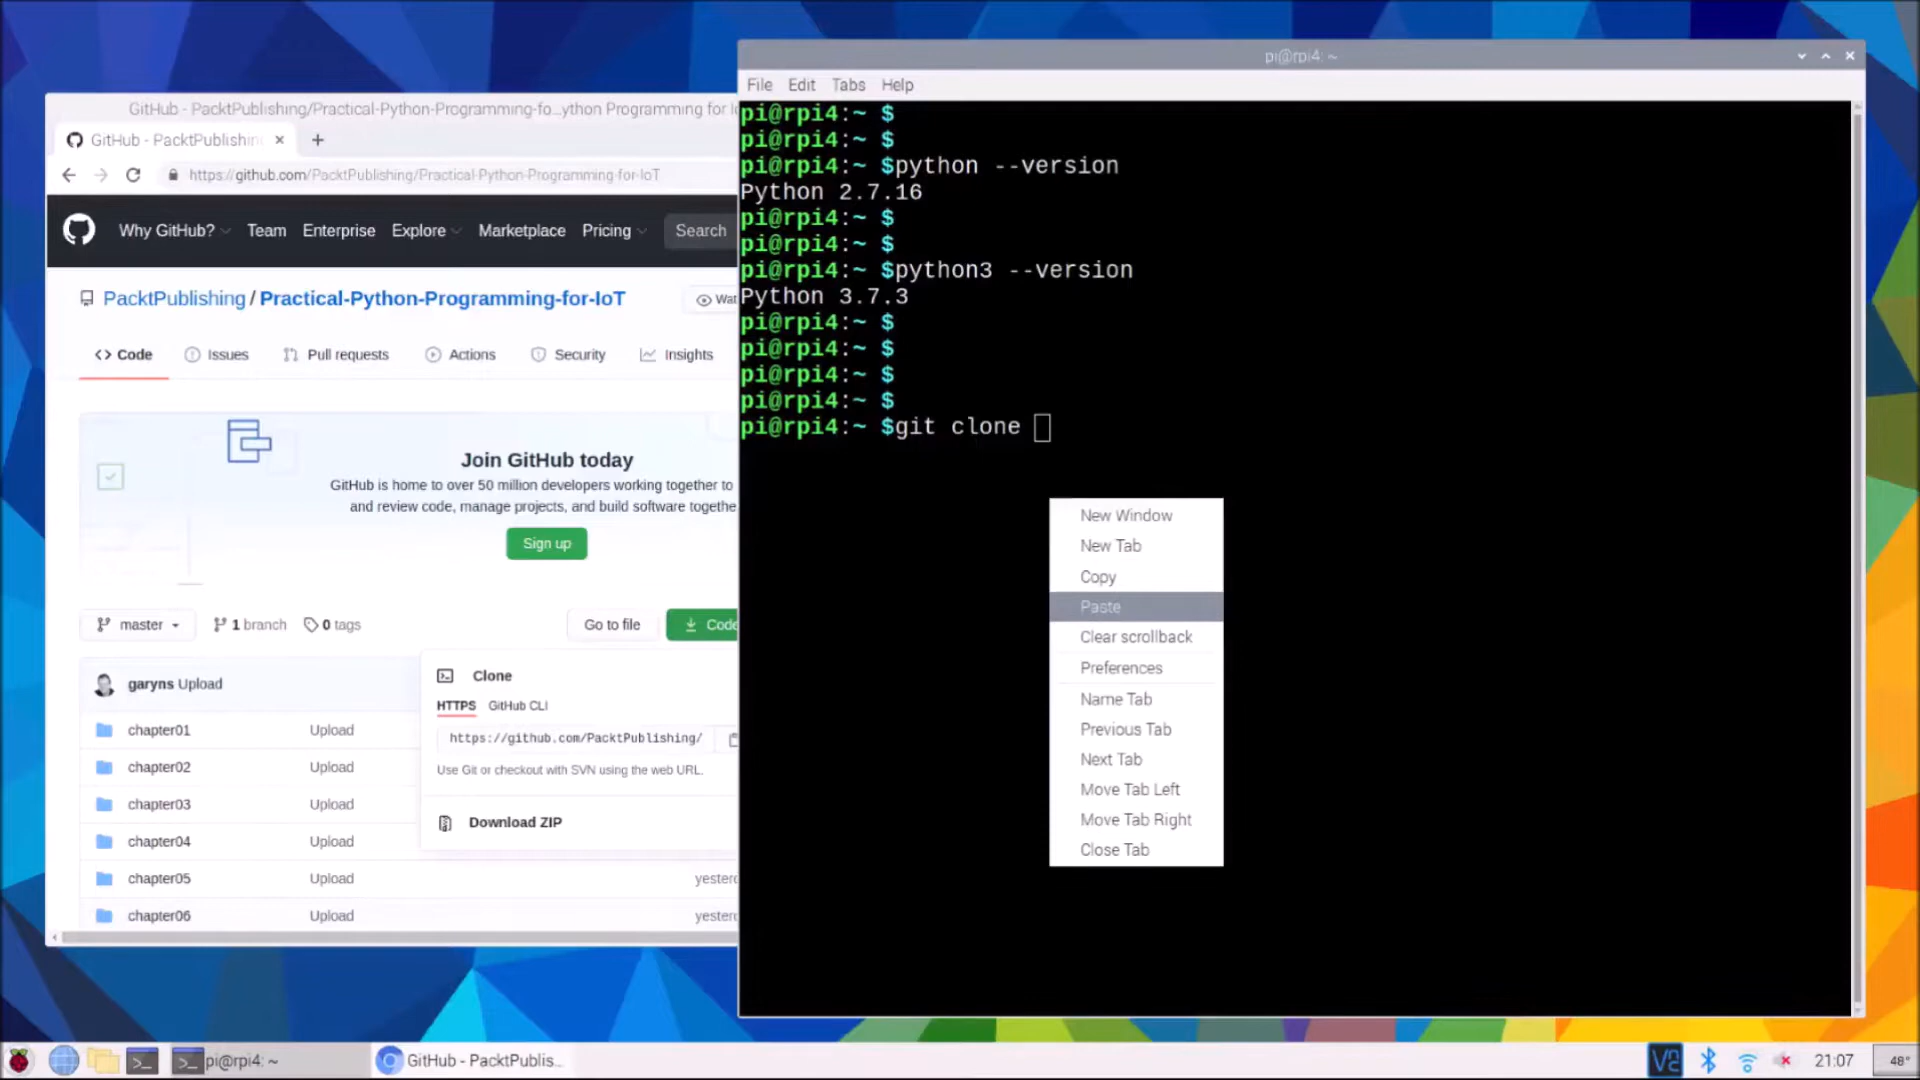 GitHub - PacktPublishing/Practical-Python-Programming-fo...ython Programming for I
GitHub - PacktPublishin
https://github.com/PacktPublishing/Practical-Python-Programming-for-IoT
Why GitHub? Team Enterprise Explore Marketplace Pricing Search
PacktPublishing / Practical-Python-Programming-for-IoT
Wat
Code Issues Pull requests Actions Security Insights
Join GitHub today
GitHub is home to over 50 million developers working together to
and review code, manage projects, and build software togethe
Sign up
master 1 branch 0 tags Go to file Code
garyns Upload
Clone
HTTPS GitHub CLI
https://github.com/PacktPublishing/
Use Git or checkout with SVN using the web URL.
Download ZIP
chapter01 Upload
chapter02 Upload
chapter03 Upload
chapter04 Upload
chapter05 Upload yester
chapter06 Upload yester
pi@rpi4: ~
File Edit Tabs Help
pi@rpi4:~ $
pi@rpi4:~ $
pi@rpi4:~ $python --version
Python 2.7.16
pi@rpi4:~ $
pi@rpi4:~ $
pi@rpi4:~ $python3 --version
Python 3.7.3
pi@rpi4:~ $
pi@rpi4:~ $
pi@rpi4:~ $
pi@rpi4:~ $
pi@rpi4:~ $git clone
New Window
New Tab
Copy
Paste
Clear scrollback
Preferences
Name Tab
Previous Tab
Next Tab
Move Tab Left
Move Tab Right
Close Tab
pi@rpi4: ~ GitHub - PacktPublis... 21:07 48°